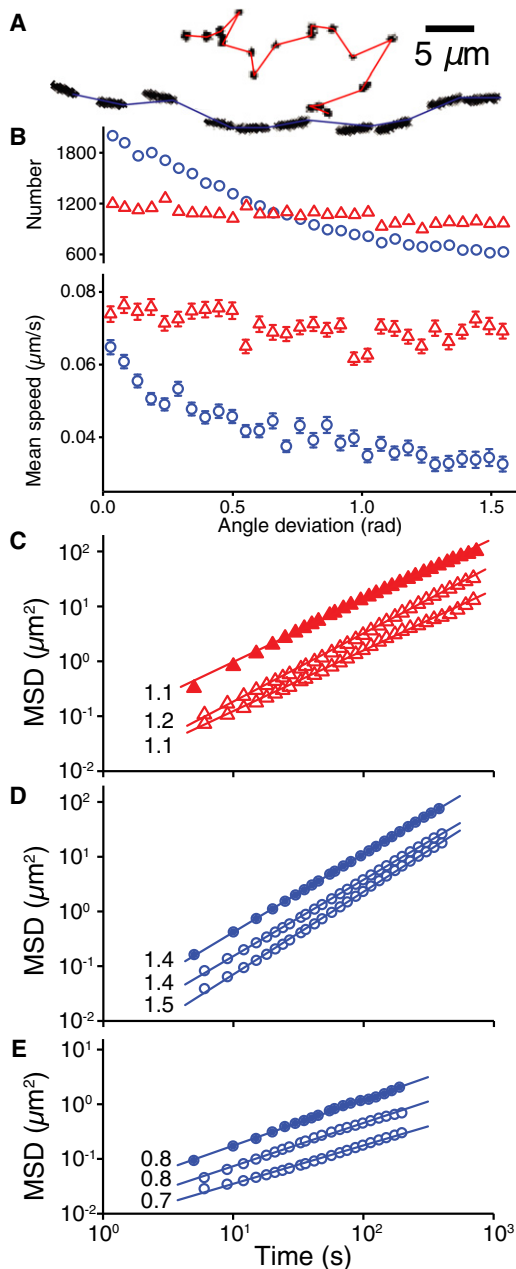 A
5 μm
B
1800
1200
600
Number
0.08
0.06
0.04
Mean speed (μm/s)
0.0 0.5 1.0 1.5
Angle deviation (rad)
C
10²
10¹
10⁰
10⁻¹
10⁻²
MSD (μm²)
1.1
1.2
1.1
D
10²
10¹
10⁰
10⁻¹
10⁻²
MSD (μm²)
1.4
1.4
1.5
E
10¹
10⁰
10⁻¹
10⁻²
MSD (μm²)
0.8
0.8
0.7
10⁰ 10¹ 10² 10³
Time (s)